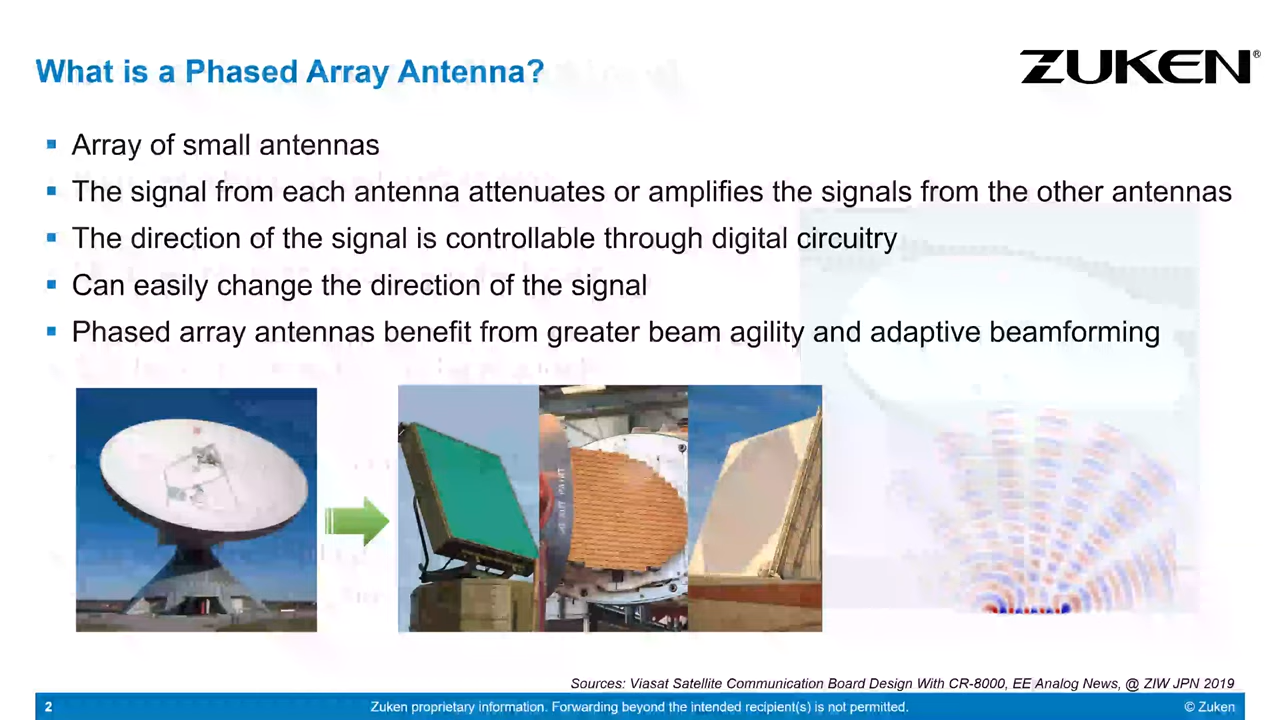 What is a Phased Array Antenna?
ZUKEN®
▪ Array of small antennas
▪ The signal from each antenna attenuates or amplifies the signals from the other antennas
▪ The direction of the signal is controllable through digital circuitry
▪ Can easily change the direction of the signal
▪ Phased array antennas benefit from greater beam agility and adaptive beamforming
Sources: Viasat Satellite Communication Board Design With CR-8000, EE Analog News, @ ZIW JPN 2019
2 Zuken proprietary information. Forwarding beyond the intended recipient(s) is not permitted. © Zuken